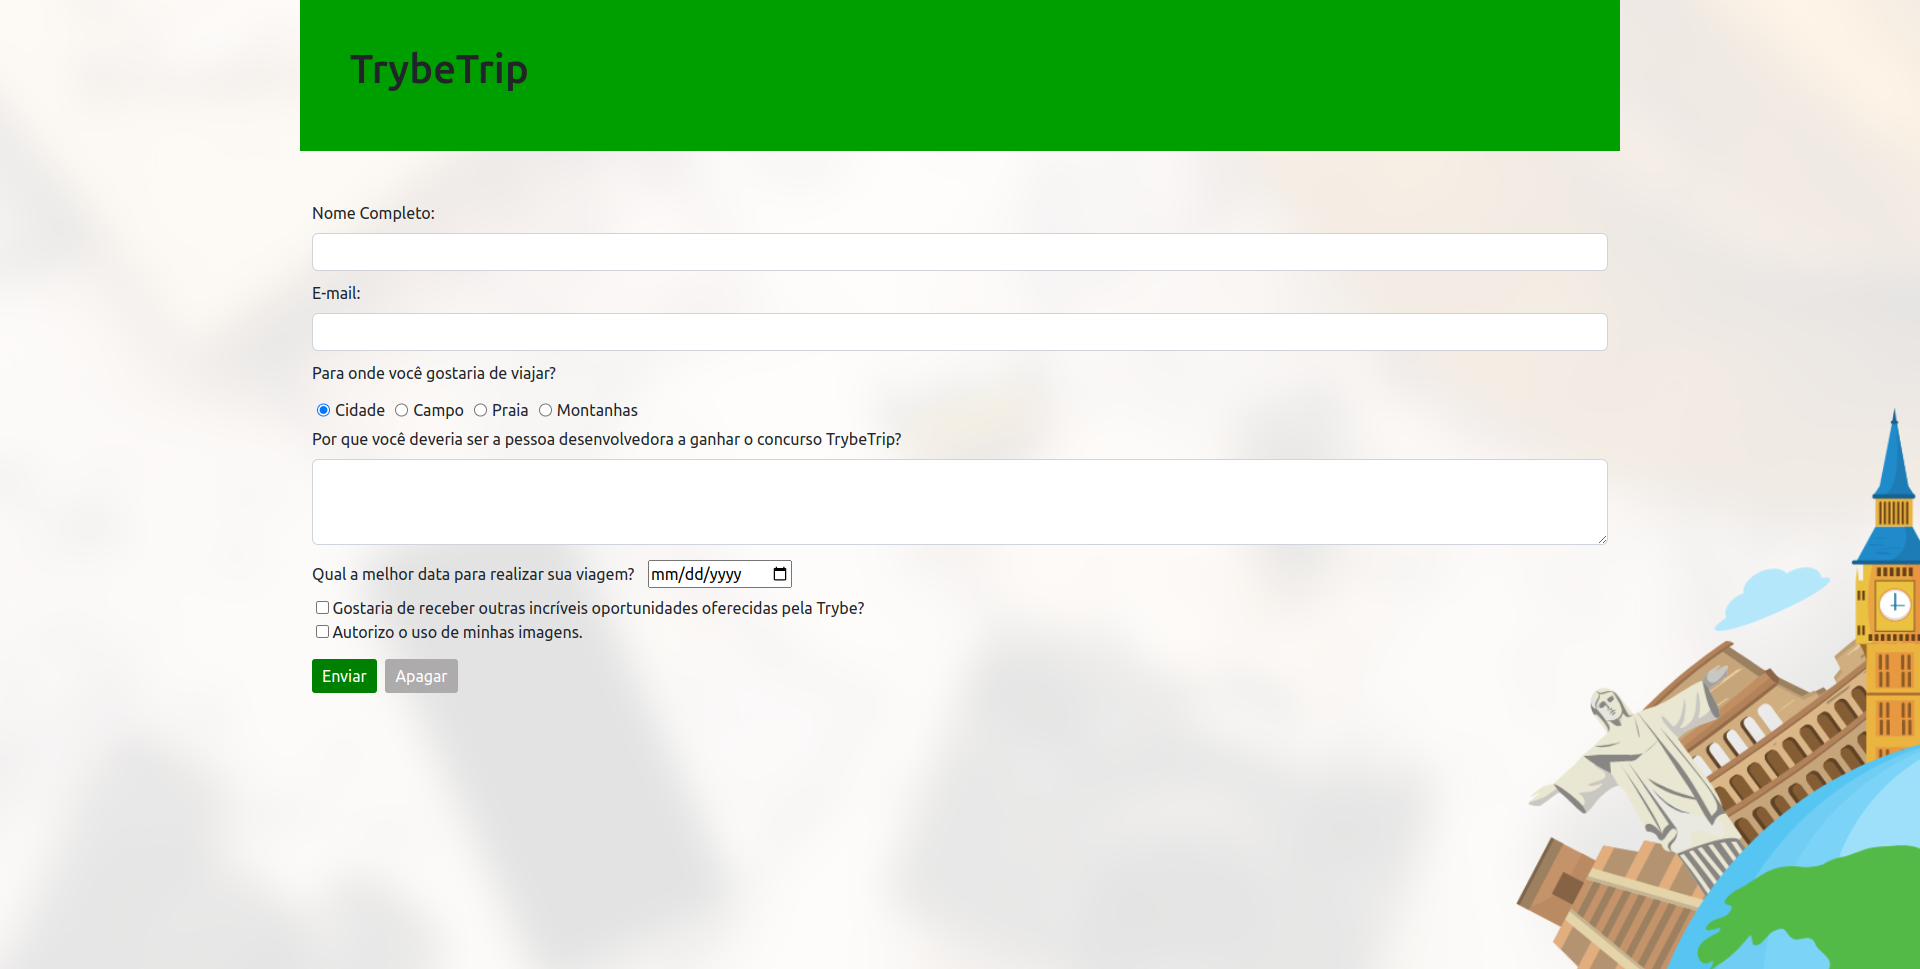 TrybeTrip
Nome Completo:
E-mail:
Para onde você gostaria de viajar?
Cidade Campo Praia Montanhas
Por que você deveria ser a pessoa desenvolvedora a ganhar o concurso TrybeTrip?
Qual a melhor data para realizar sua viagem? mm/dd/yyyy
Gostaria de receber outras incríveis oportunidades oferecidas pela Trybe?
Autorizo o uso de minhas imagens.
Enviar Apagar